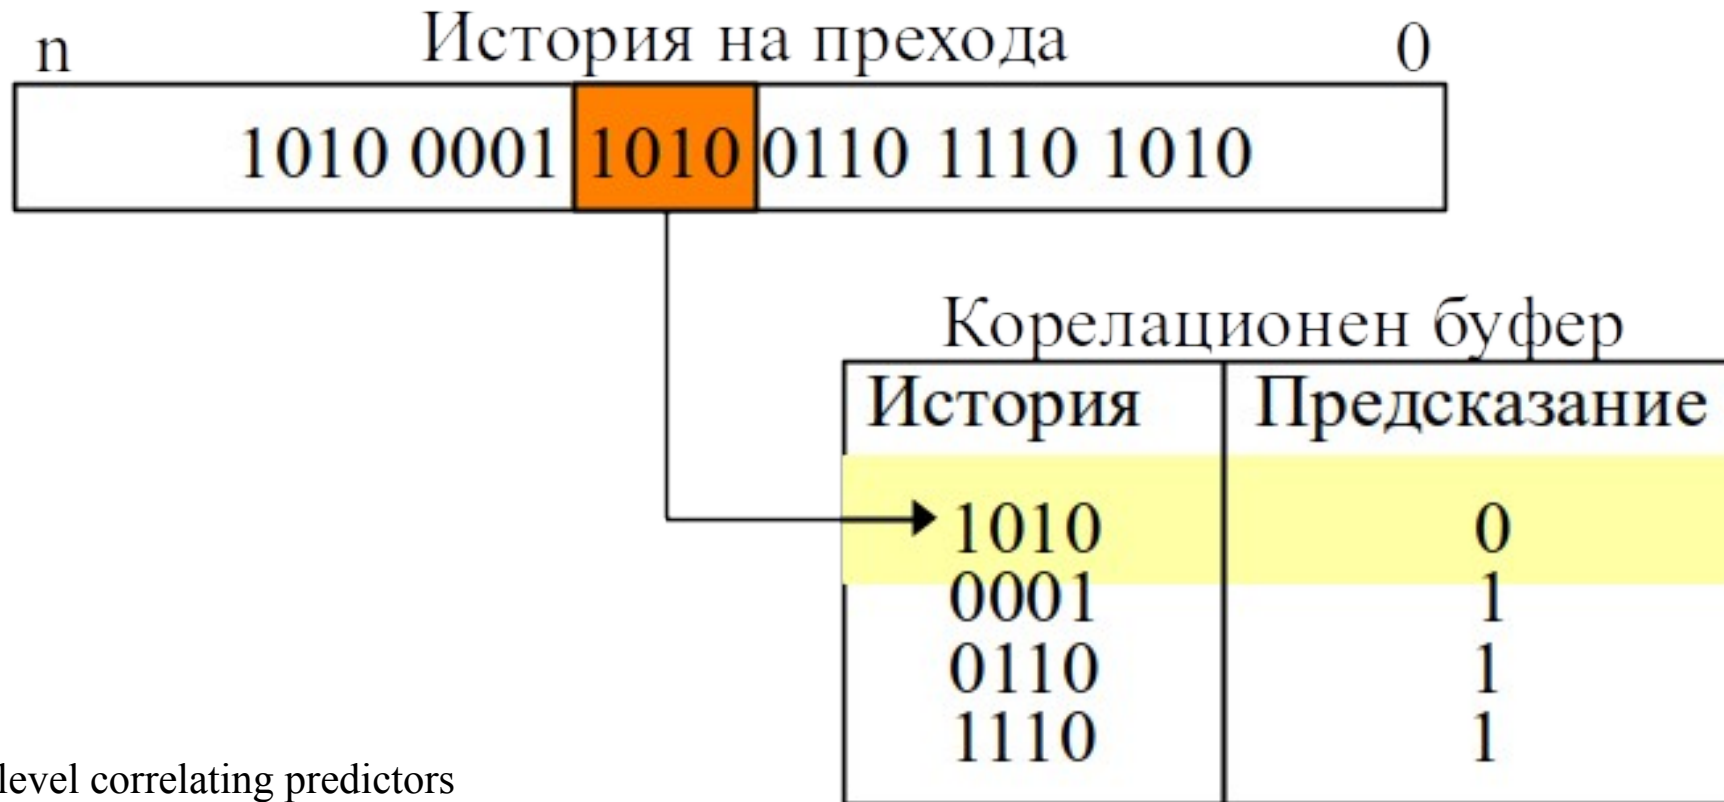 n История на прехода 0
1010 0001 1010 0110 1110 1010
Корелационен буфер
История Предсказание
1010 0
0001 1
0110 1
1110 1
level correlating predictors